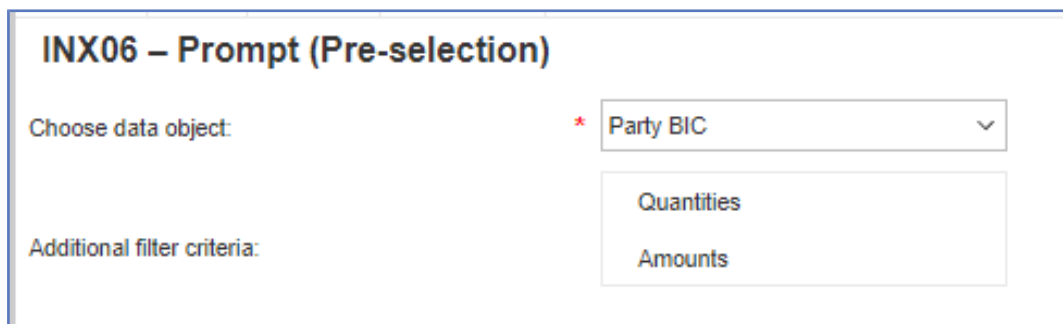 INX06 – Prompt (Pre-selection)
Choose data object: * Party BIC
Quantities
Additional filter criteria:
Amounts